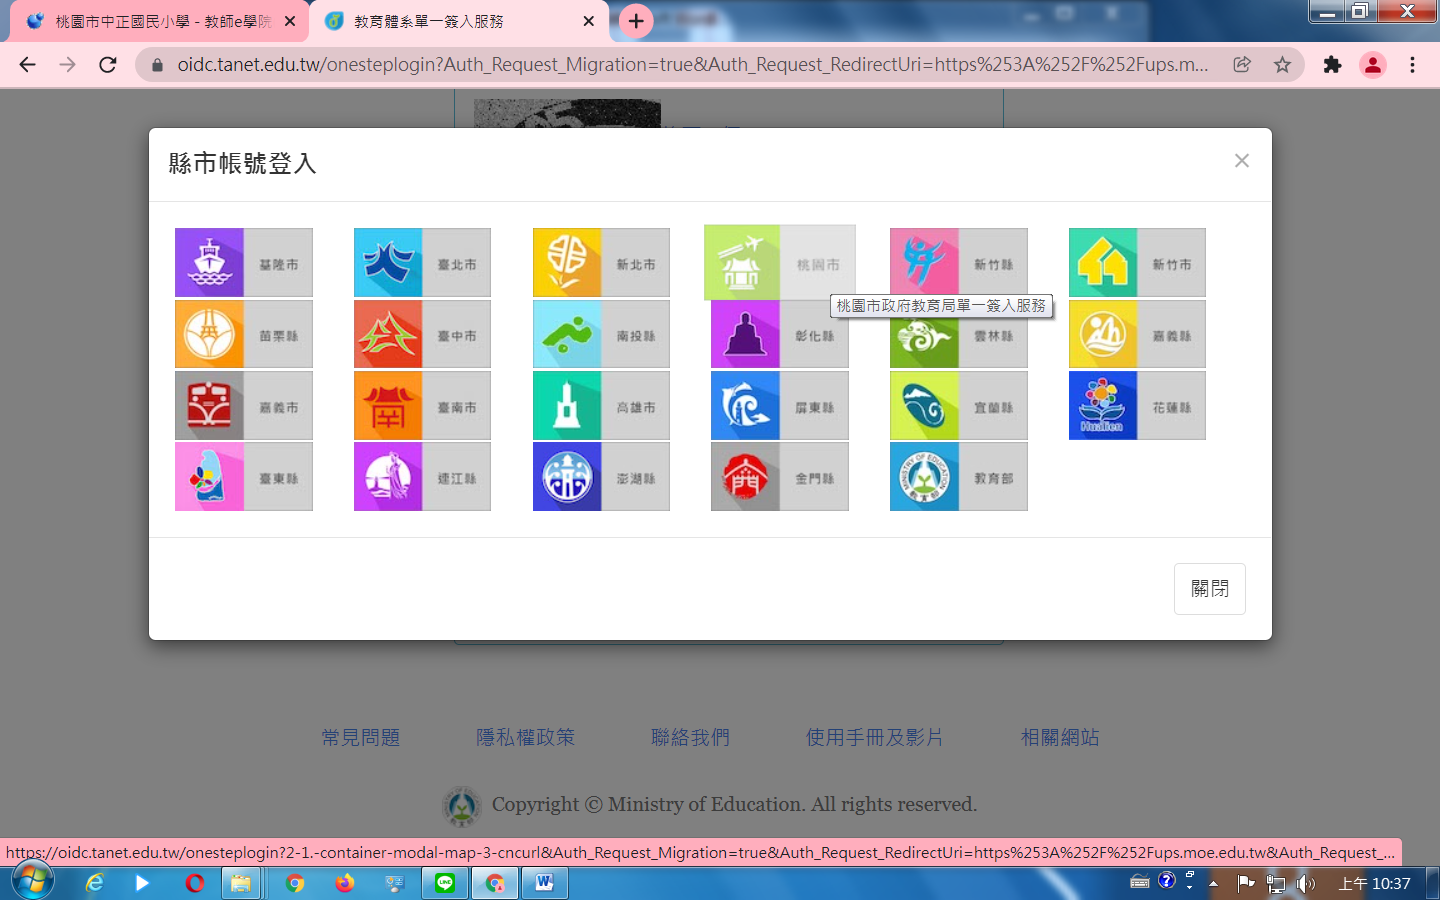 桃園市中正國民小學 - 教師e學院
教育體系單一簽入服務
oidc.tanet.edu.tw/onesteplogin?Auth_Request_Migration=true&Auth_Request_RedirectUri=https%253A%252F%252Fups.m...
縣市帳號登入
×
基隆市
臺北市
新北市
桃園市
新竹縣
新竹市
桃園市政府教育局單一簽入服務
苗栗縣
臺中市
南投縣
彰化縣
雲林縣
嘉義縣
嘉義市
臺南市
高雄市
屏東縣
宜蘭縣
Hualien
花蓮縣
臺東縣
連江縣
澎湖縣
金門縣
MINISTRY OF EDUCATION
教育部
教育部
關閉
常見問題
隱私權政策
聯絡我們
使用手冊及影片
相關網站
Copyright © Ministry of Education. All rights reserved.
https://oidc.tanet.edu.tw/onesteplogin?2-1.-container-modal-map-3-cncurl&Auth_Request_Migration=true&Auth_Request_RedirectUri=https%253A%252F%252Fups.moe.edu.tw&Auth_Request_...
LINE
上午 10:37